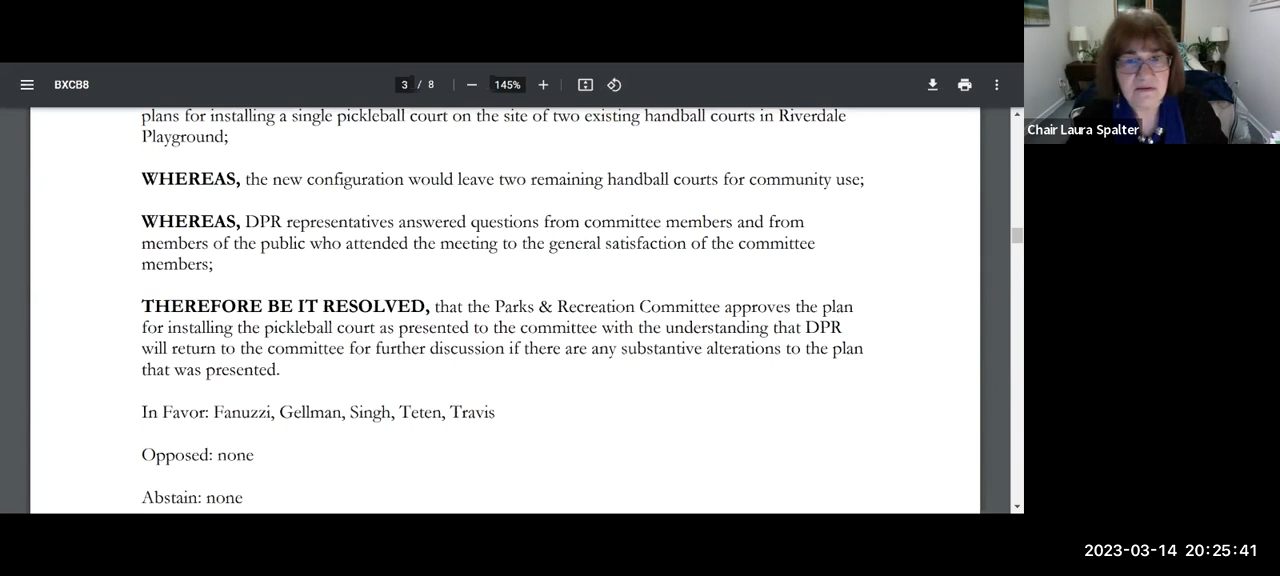 BXCB8
3 / 8
145%
plans for installing a single pickleball court on the site of two existing handball courts in Riverdale
Playground;
WHEREAS, the new configuration would leave two remaining handball courts for community use;
WHEREAS, DPR representatives answered questions from committee members and from
members of the public who attended the meeting to the general satisfaction of the committee
members;
THEREFORE BE IT RESOLVED, that the Parks & Recreation Committee approves the plan
for installing the pickleball court as presented to the committee with the understanding that DPR
will return to the committee for further discussion if there are any substantive alterations to the plan
that was presented.
In Favor: Fanuzzi, Gellman, Singh, Teten, Travis
Opposed: none
Abstain: none
Chair Laura Spalter
2023-03-14 20:25:41